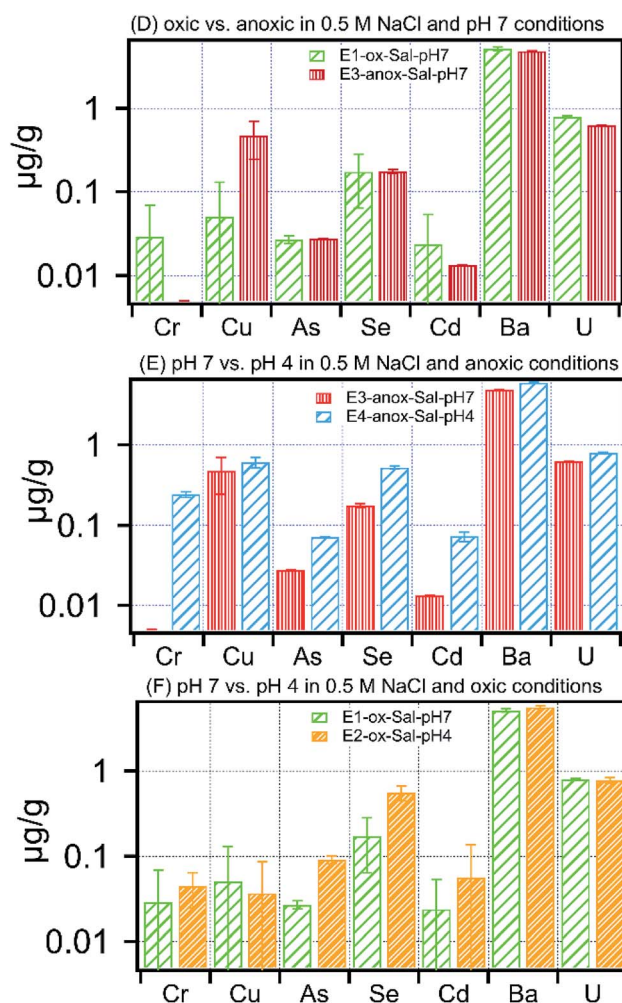 (D) oxic vs. anoxic in 0.5 M NaCl and pH 7 conditions
E1-ox-Sal-pH7
E3-anox-Sal-pH7
µg/g
1
0.1
0.01
Cr Cu As Se Cd Ba U
(E) pH 7 vs. pH 4 in 0.5 M NaCl and anoxic conditions
E3-anox-Sal-pH7
E4-anox-Sal-pH4
µg/g
1
0.1
0.01
Cr Cu As Se Cd Ba U
(F) pH 7 vs. pH 4 in 0.5 M NaCl and oxic conditions
E1-ox-Sal-pH7
E2-ox-Sal-pH4
µg/g
1
0.1
0.01
Cr Cu As Se Cd Ba U